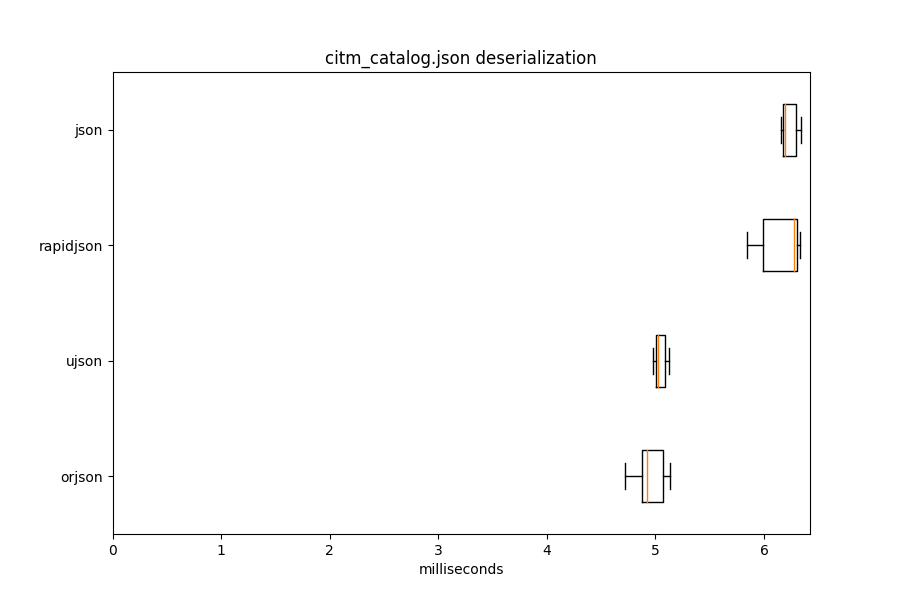 citm_catalog.json deserialization
json
rapidjson
ujson
orjson
0 1 2 3 4 5 6
milliseconds